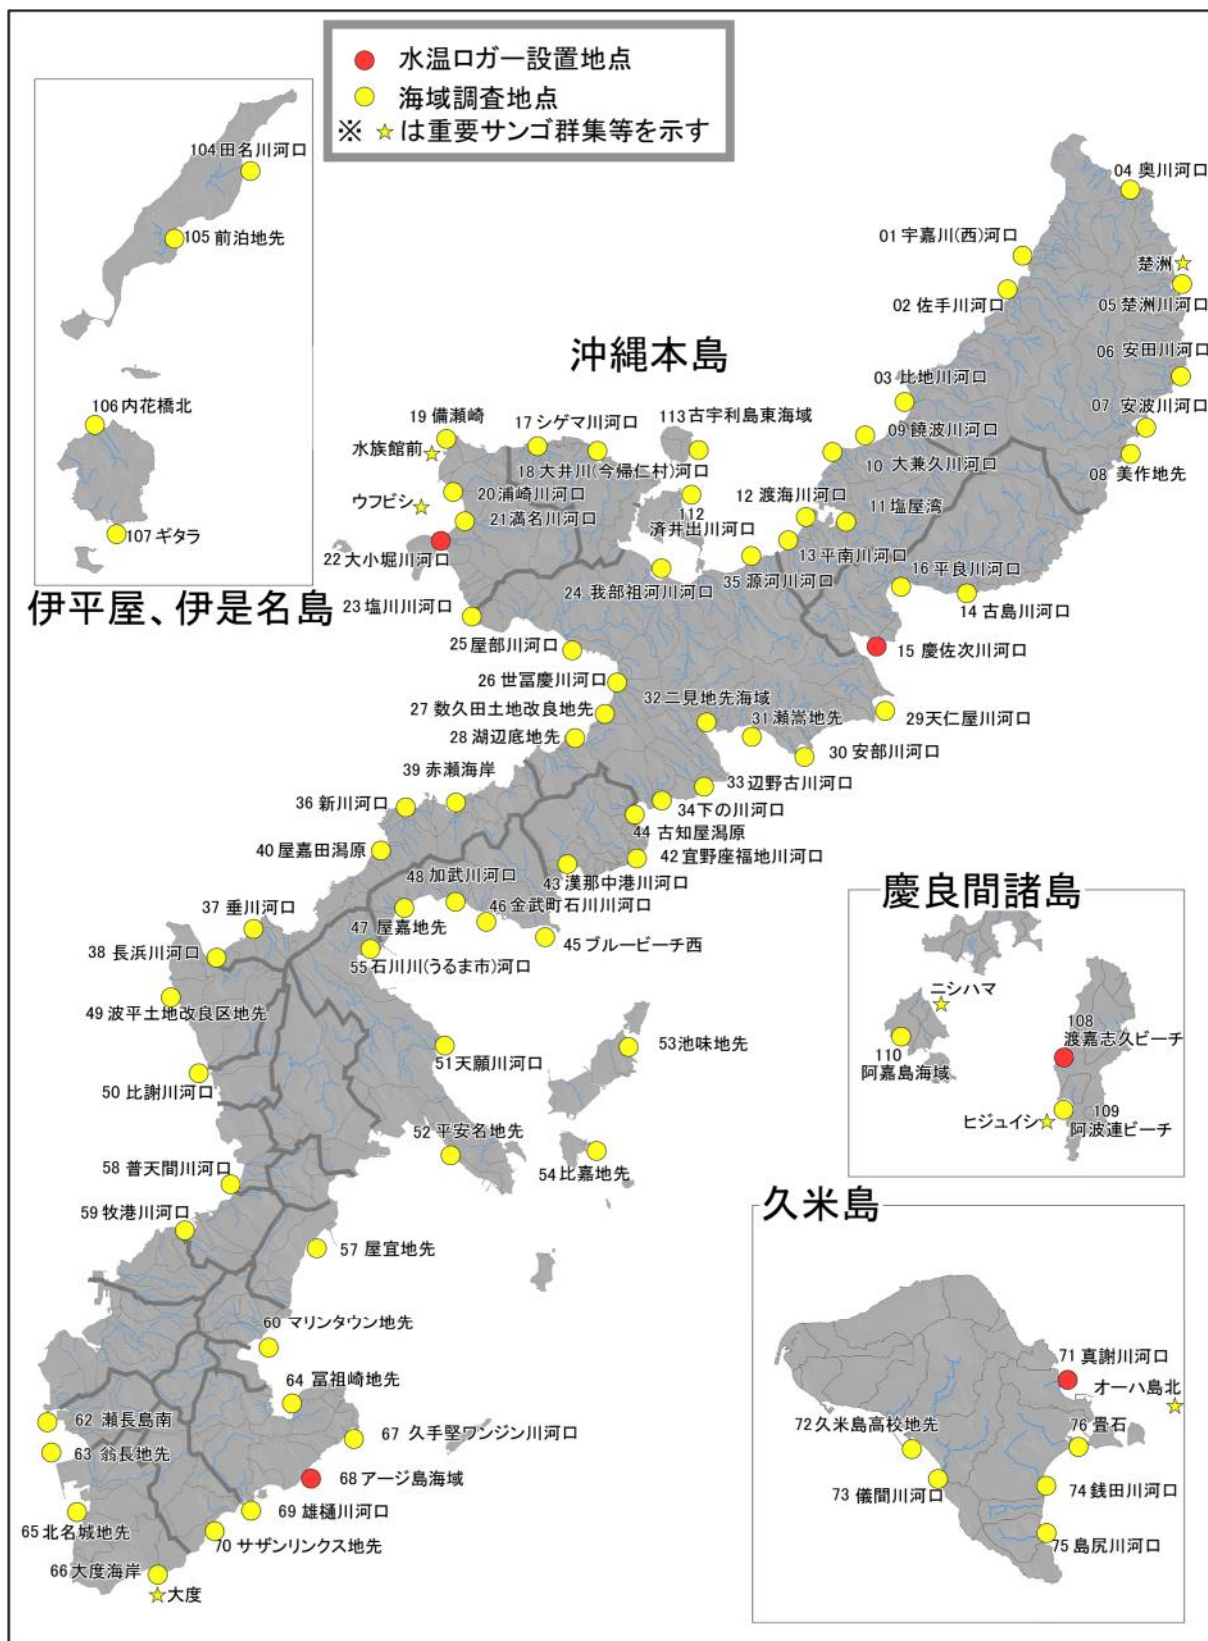 水温ロガー設置地点
海域調査地点
※ ★は重要サンゴ群集等を示す
104 田名川河口
105 前泊地先
106 内花橋北
107 ギタラ
伊平屋、伊是名島
沖縄本島
04 奥川河口
01 宇嘉川(西)河口
楚洲
02 佐手川河口
05 楚洲川河口
06 安田川河口
03 比地川河口
07 安波川河口
19 備瀬崎
17 シゲマ川河口
113 古宇利島東海域
09 饒波川河口
水族館前
18 大井川(今帰仁村)河口
10 大兼久川河口
08 美作地先
20 浦崎川河口
ウフビシ
112
済井出川河口
12 渡海川河口
11 塩屋湾
21 満名川河口
22 大小堀川河口
13 平南川河口
35 源河川河口
16 平良川河口
24 我部祖河川河口
14 古島川河口
23 塩川川河口
25 屋部川河口
15 慶佐次川河口
26 世冨慶川河口
27 数久田土地改良地先
32 二見地先海域
31 瀬嵩地先
29 天仁屋川河口
28 湖辺底地先
30 安部川河口
39 赤瀬海岸
33 辺野古川河口
36 新川河口
34 下の川河口
44 古知屋潟原
40 屋嘉田潟原
42 宜野座福地川河口
48 加武川河口
43 漢那中港川河口
37 垂川河口
46 金武町石川川河口
47 屋嘉地先
45 ブルービーチ西
38 長浜川河口
55 石川川(うるま市)河口
49 波平土地改良区地先
51 天願川河口
53 池味地先
50 比謝川河口
52 平安名地先
54 比嘉地先
58 普天間川河口
59 牧港川河口
57 屋宜地先
60 マリンタウン地先
64 冨祖崎地先
62 瀬長島南
67 久手堅ワンジン川河口
63 翁長地先
68 アージ島海域
69 雄樋川河口
65 北名城地先
70 サザンリンクス地先
66 大度海岸
大度
慶良間諸島
ニシハマ
108
渡嘉志久ビーチ
110
阿嘉島海域
ヒジュイシ
109
阿波連ビーチ
久米島
71 真謝川河口
オーハ島北
72 久米島高校地先
76 畳石
73 儀間川河口
74 銭田川河口
75 島尻川河口